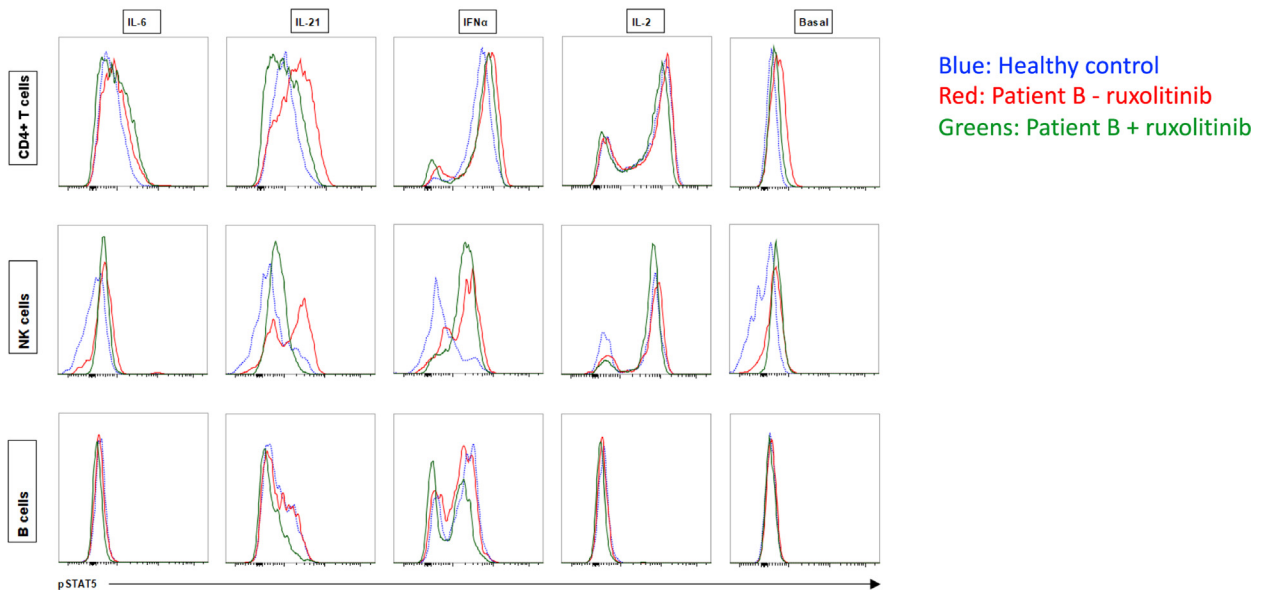 IL-6
IL-21
IFNα
IL-2
Basal
CD4+ T cells
Blue: Healthy control
Red: Patient B - ruxolitinib
Greens: Patient B + ruxolitinib
NK cells
B cells
pSTAT5